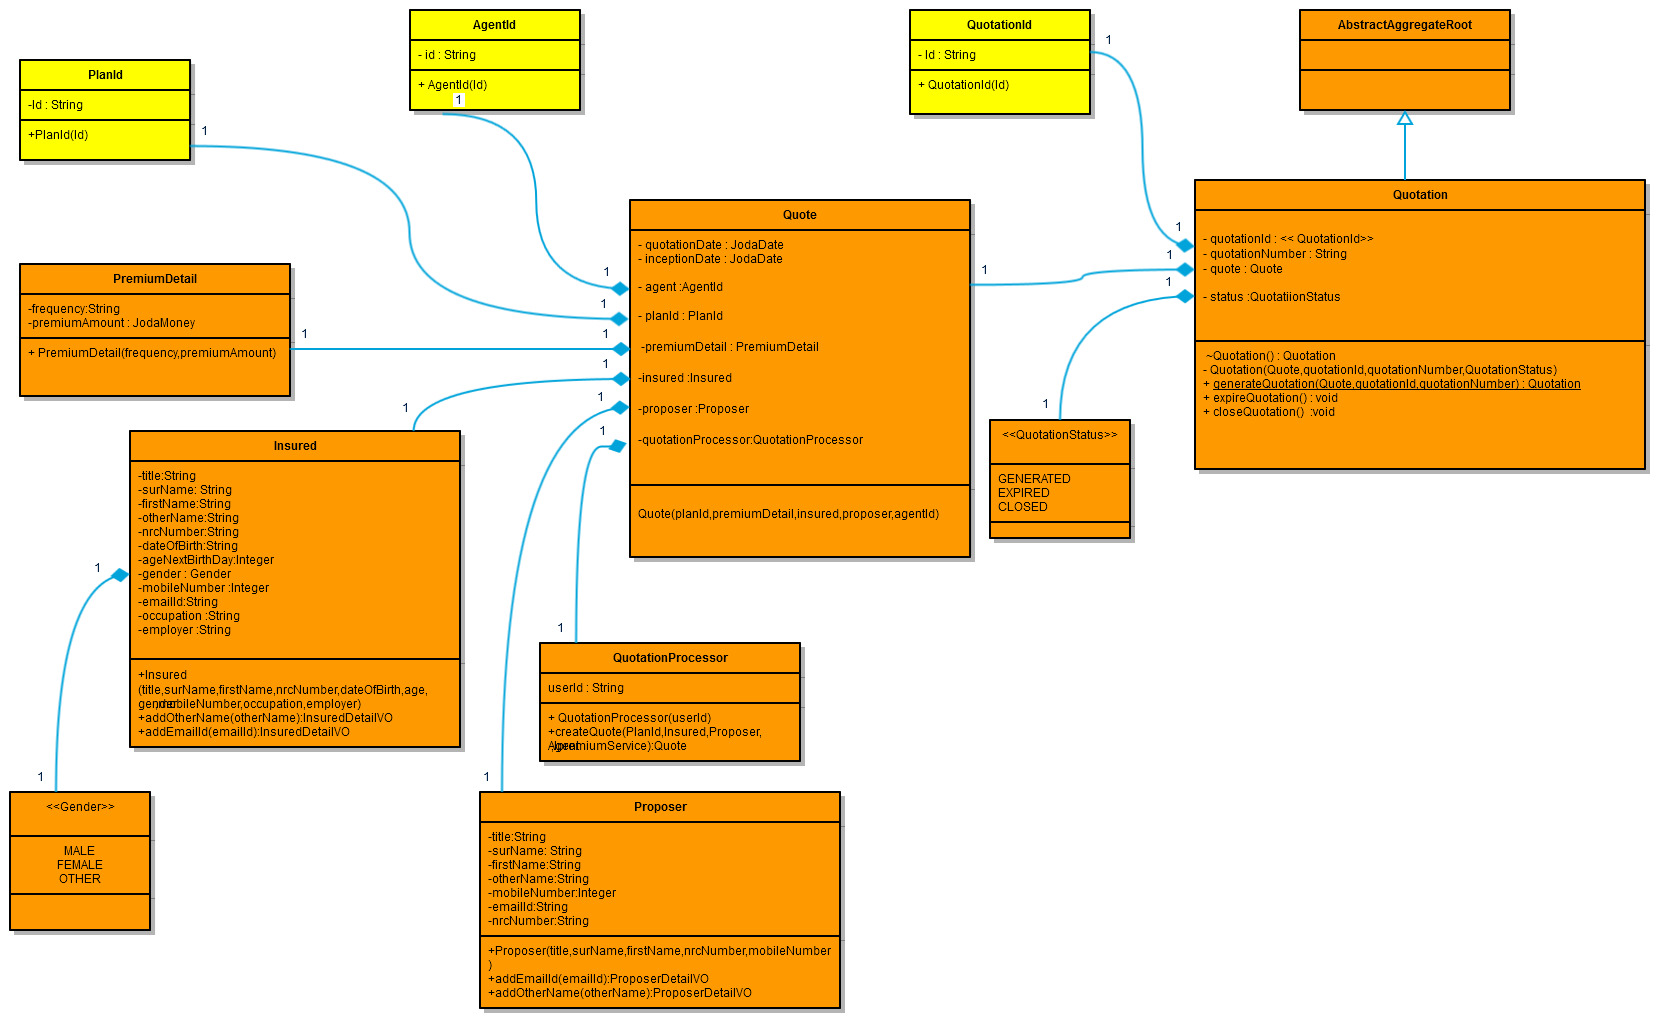 PlanId
-Id : String
+PlanId(Id)
1
AgentId
- id : String
+ AgentId(Id)
1
QuotationId
- Id : String
+ QuotationId(Id)
1
AbstractAggregateRoot
Quotation
- quotationId : << QuotationId>>
- quotationNumber : String
- quote : Quote
- status :QuotatiionStatus
~Quotation() : Quotation
- Quotation(Quote,quotationId,quotationNumber,QuotationStatus)
+ generateQuotation(Quote,quotationId,quotationNumber) : Quotation
+ expireQuotation() : void
+ closeQuotation()  :void
1
1
1
Quote
- quotationDate : JodaDate
- inceptionDate : JodaDate
- agent :AgentId
- planId : PlanId
-premiumDetail : PremiumDetail
-insured :Insured
-proposer :Proposer
-quotationProcessor:QuotationProcessor
Quote(planId,premiumDetail,insured,proposer,agentId)
1
1
1
1
1
1
1
PremiumDetail
-frequency:String
-premiumAmount : JodaMoney
+ PremiumDetail(frequency,premiumAmount)
1
<<QuotationStatus>>
GENERATED
EXPIRED
CLOSED
1
Insured
-title:String
-surName: String
-firstName:String
-otherName:String
-nrcNumber:String
-dateOfBirth:String
-ageNextBirthDay:Integer
-gender : Gender
-mobileNumber :Integer
-emailId:String
-occupation :String
-employer :String
+Insured
(title,surName,firstName,nrcNumber,dateOfBirth,age,
gender,mobileNumber,occupation,employer)
+addOtherName(otherName):InsuredDetailVO
+addEmailId(emailId):InsuredDetailVO
1
1
<<Gender>>
MALE
FEMALE
OTHER
1
QuotationProcessor
userId : String
+ QuotationProcessor(userId)
+createQuote(PlanId,Insured,Proposer,
Agent,IpremiumService):Quote
1
Proposer
-title:String
-surName: String
-firstName:String
-otherName:String
-mobileNumber:Integer
-emailId:String
-nrcNumber:String
+Proposer(title,surName,firstName,nrcNumber,mobileNumber
)
+addEmailId(emailId):ProposerDetailVO
+addOtherName(otherName):ProposerDetailVO
1